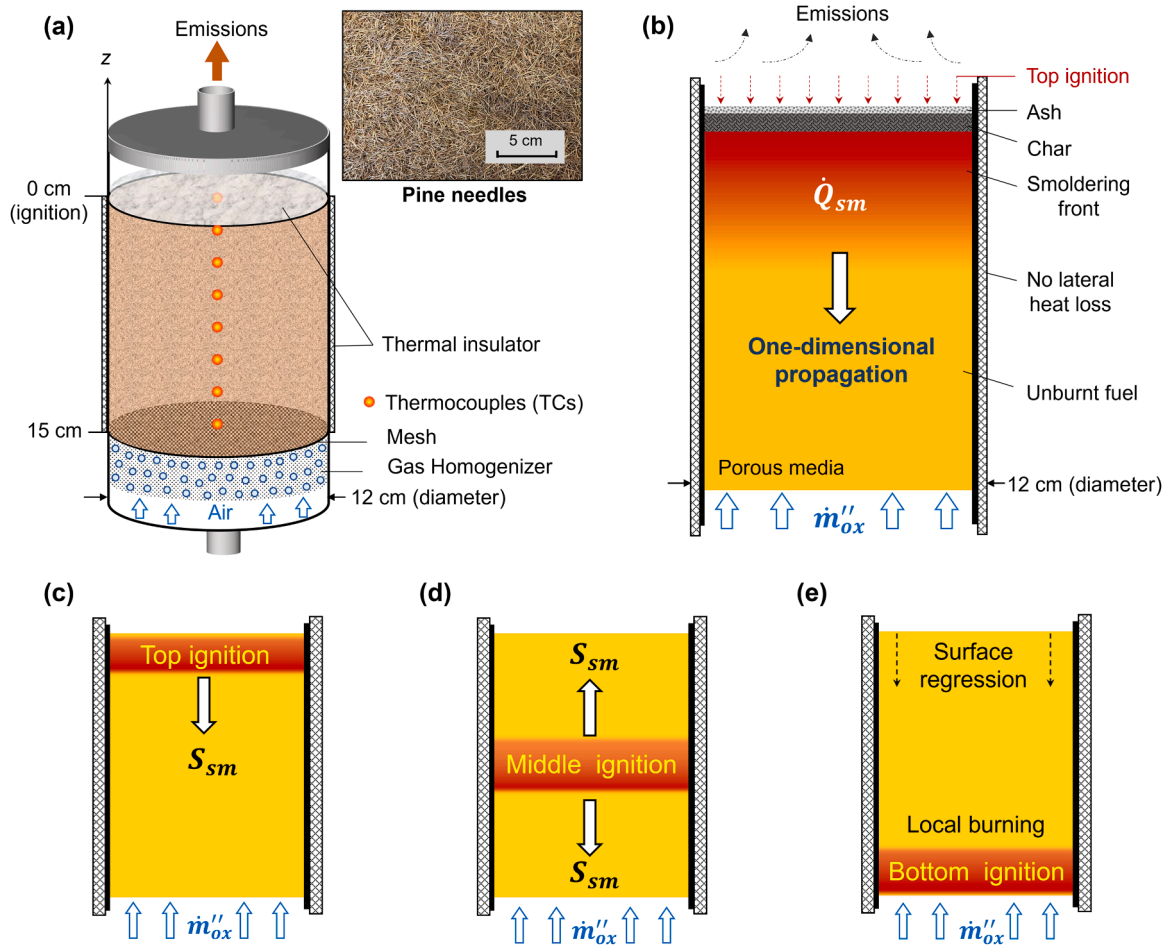 (a)
Emissions
z
0 cm
(ignition)
15 cm
5 cm
Pine needles
Thermal insulator
Thermocouples (TCs)
Mesh
Gas Homogenizer
12 cm (diameter)
Air
(b)
Emissions
Top ignition
Ash
Char
Smoldering
front
Q̇sm
No lateral
heat loss
One-dimensional
propagation
Unburnt fuel
Porous media
12 cm (diameter)
ṁ''ox
(c)
Top ignition
Ssm
ṁ''ox
(d)
Ssm
Middle ignition
Ssm
ṁ''ox
(e)
Surface
regression
Local burning
Bottom ignition
ṁ''ox